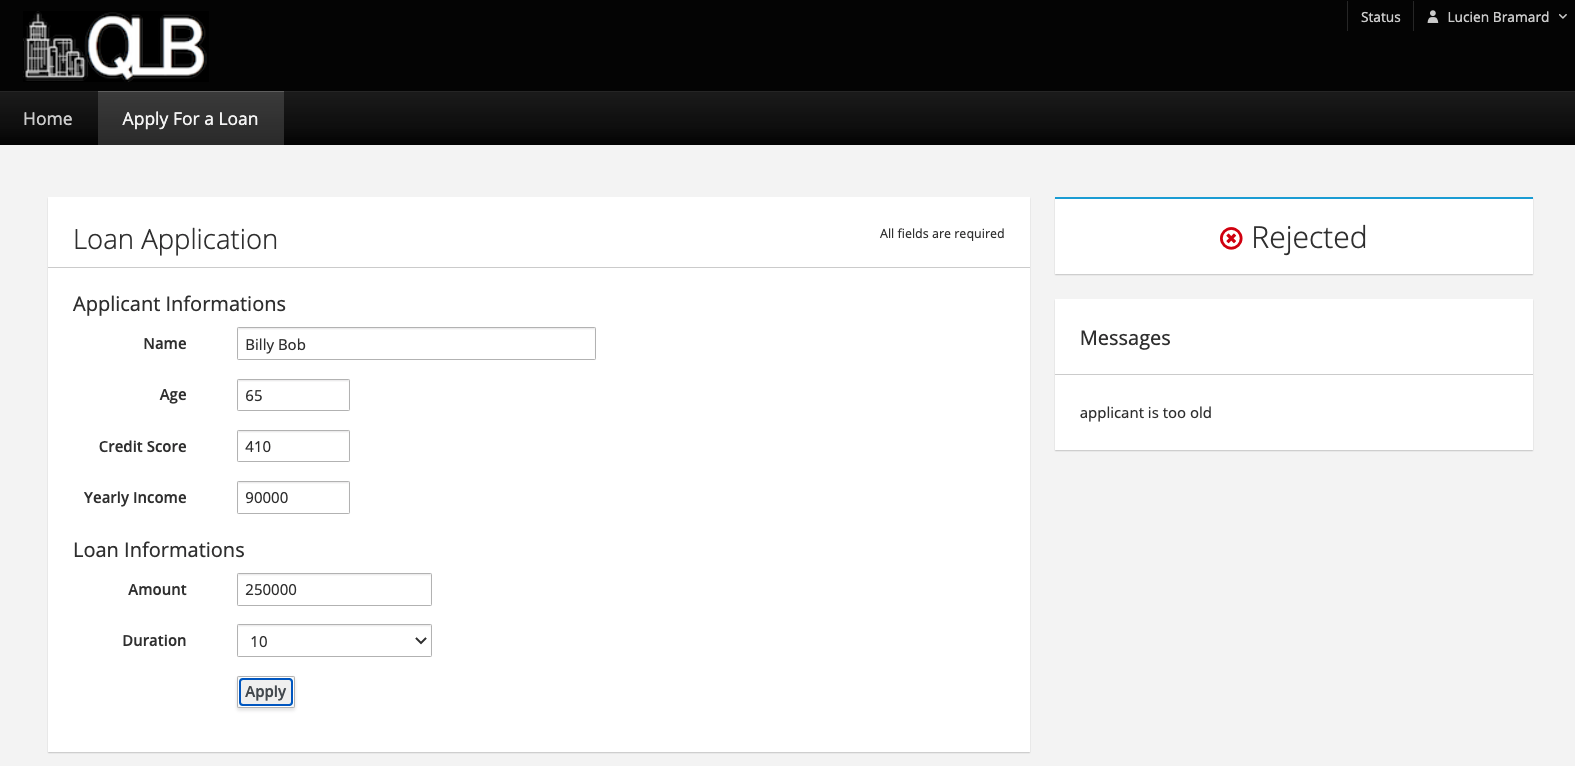 QLB
Status
Lucien Bramard
Home
Apply For a Loan
Loan Application
All fields are required
Applicant Informations
Name
Billy Bob
Age
65
Credit Score
410
Yearly Income
90000
Loan Informations
Amount
250000
Duration
10
Apply
Rejected
Messages
applicant is too old